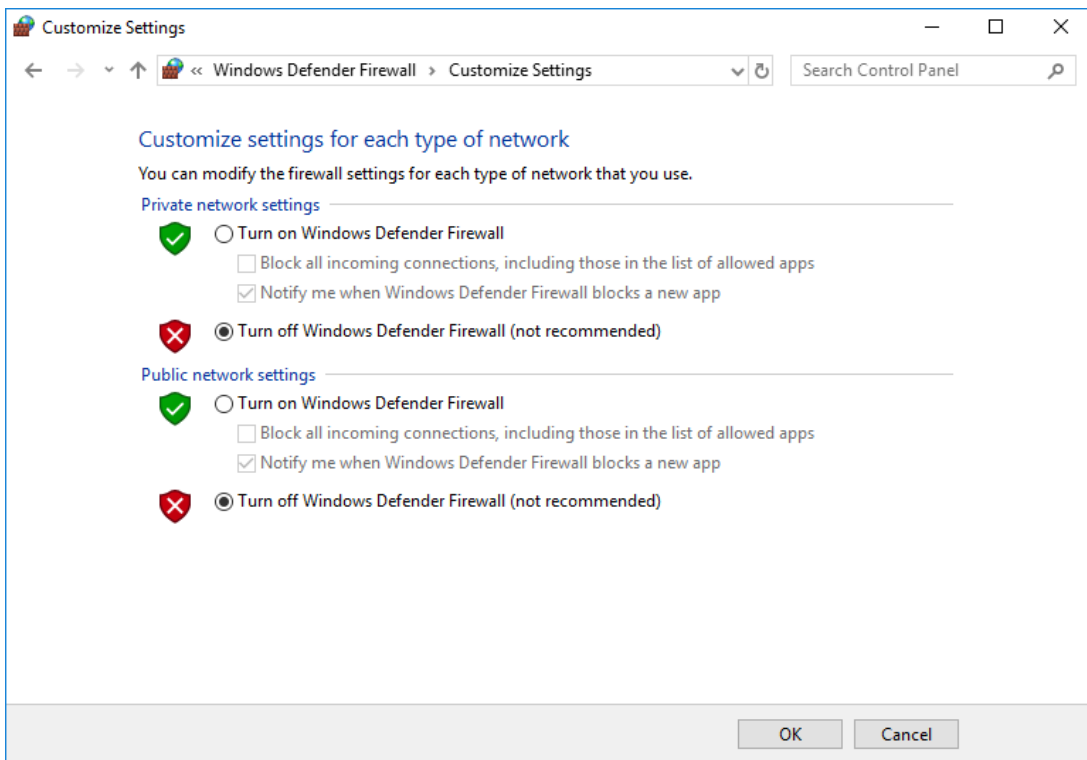 Customize Settings
« Windows Defender Firewall › Customize Settings
Search Control Panel
Customize settings for each type of network
You can modify the firewall settings for each type of network that you use.
Private network settings
Turn on Windows Defender Firewall
Block all incoming connections, including those in the list of allowed apps
Notify me when Windows Defender Firewall blocks a new app
Turn off Windows Defender Firewall (not recommended)
Public network settings
Turn on Windows Defender Firewall
Block all incoming connections, including those in the list of allowed apps
Notify me when Windows Defender Firewall blocks a new app
Turn off Windows Defender Firewall (not recommended)
OK
Cancel